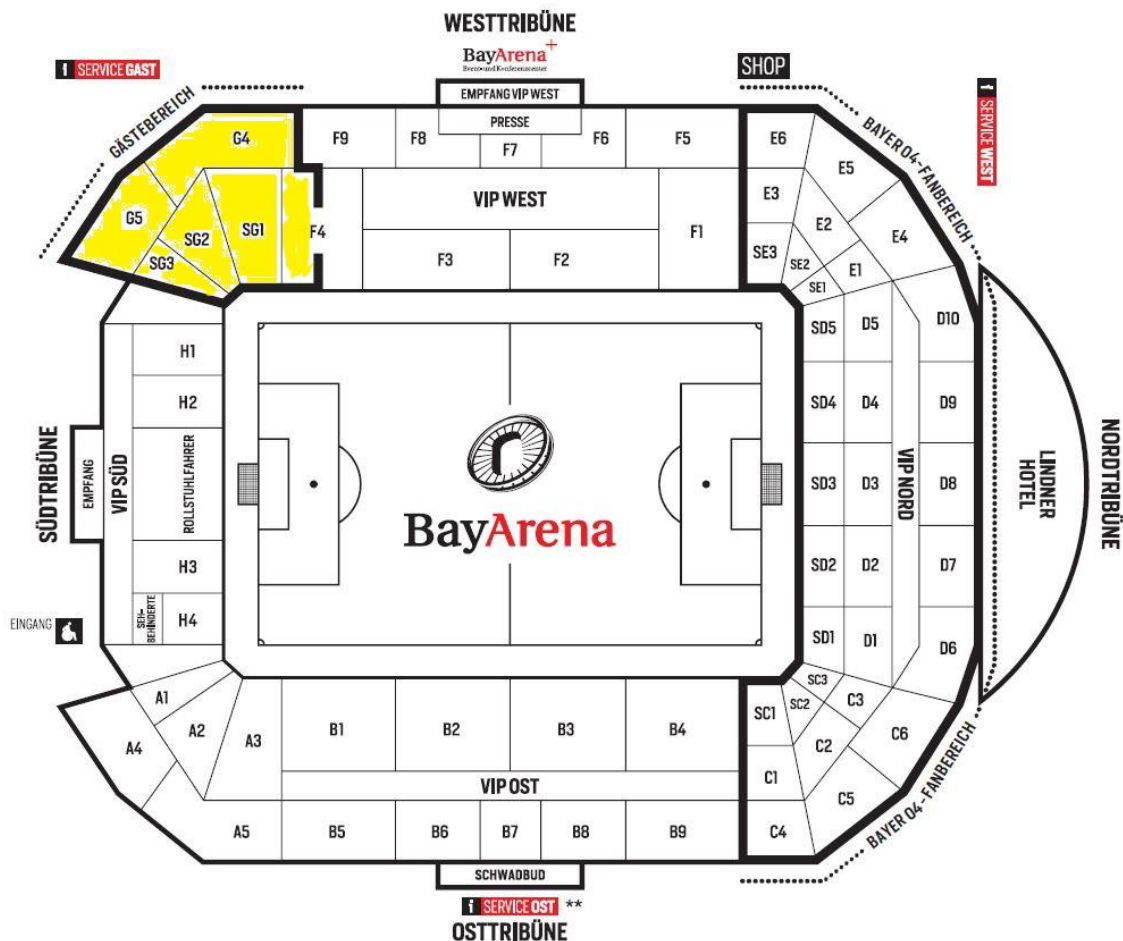 WESTTRIBÜNE
BayArena+
Event- und Konferenzcenter
i SERVICE GAST
SHOP
EMPFANG VIP WEST
PRESSE
i SERVICE WEST
GÄSTEBEREICH
BAYER 04-FANBEREICH
G4
F9
F8
F7
F6
F5
E6
E5
G5
SG2
SG1
SG3
F4
VIP WEST
F1
E3
E2
E4
F3
F2
SE3
SE2
SE1
E1
H1
SD5
D5
D10
H2
SD4
D4
D9
SÜDTRIBÜNE
EMPFANG
VIP SÜD
ROLLSTUHLFAHRER
BayArena
SD3
D3
VIP NORD
D8
LINDNER
HOTEL
NORDTRIBÜNE
H3
SD2
D2
D7
EINGANG
SEH-
BEHINDERTE
H4
SD1
D1
D6
A1
SC3
SC2
C3
SC1
A4
A2
A3
B1
B2
B3
B4
C2
C6
VIP OST
C1
C5
BAYER 04-FANBEREICH
A5
B5
B6
B7
B8
B9
C4
SCHWADBUD
i SERVICE OST **
OSTTRIBÜNE